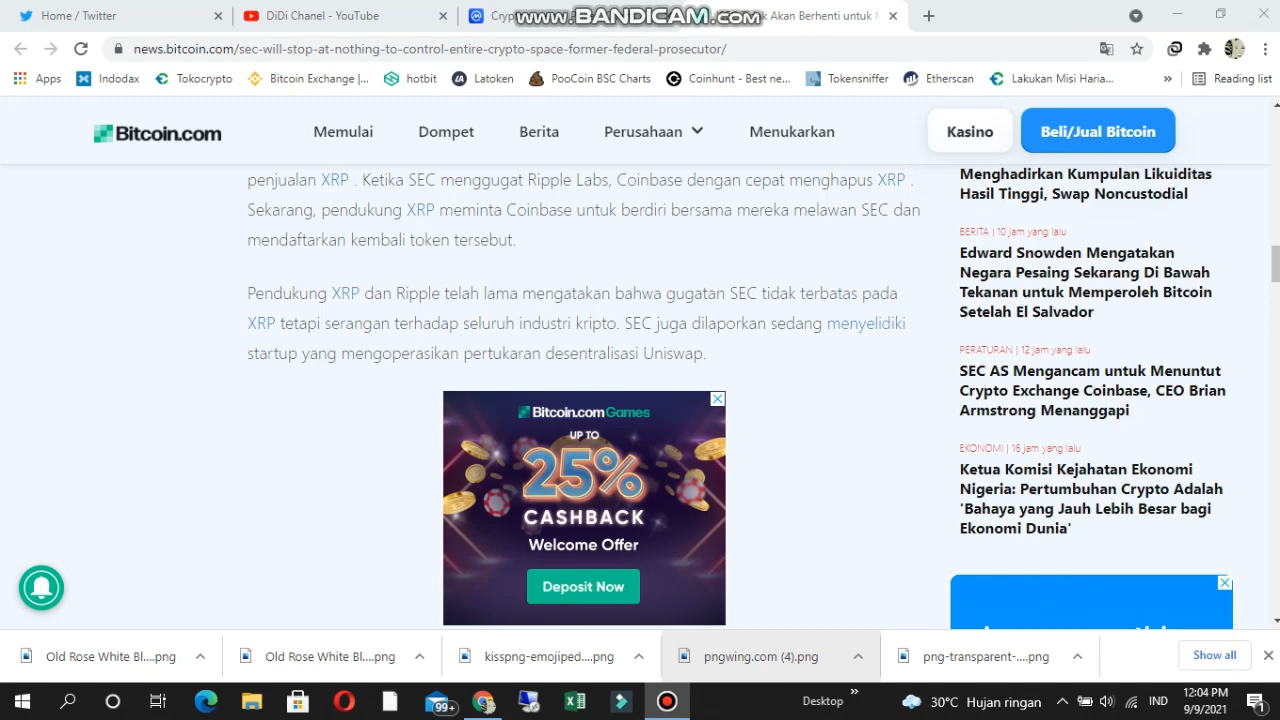 Home / Twitter
DiDi Chanel - YouTube
Cryp
www.BANDICAM.com
k Akan Berhenti untuk M
news.bitcoin.com/sec-will-stop-at-nothing-to-control-entire-crypto-space-former-federal-prosecutor/
Apps
Indodax
Tokocrypto
Bitcoin Exchange |...
hotbit
Latoken
PooCoin BSC Charts
Coinhunt - Best ne...
Tokensniffer
Etherscan
Lakukan Misi Haria...
»
Reading list
Bitcoin.com
Memulai
Dompet
Berita
Perusahaan
Menukarkan
Kasino
Beli/Jual Bitcoin
penjualan XRP . Ketika SEC menggugat Ripple Labs, Coinbase dengan cepat menghapus XRP .
Sekarang, pendukung XRP meminta Coinbase untuk berdiri bersama mereka melawan SEC dan
mendaftarkan kembali token tersebut.
Pendukung XRP dan Ripple telah lama mengatakan bahwa gugatan SEC tidak terbatas pada
XRP tetapi serangan terhadap seluruh industri kripto. SEC juga dilaporkan sedang menyelidiki
startup yang mengoperasikan pertukaran desentralisasi Uniswap.
Bitcoin.com Games
UP TO
25%
CASHBACK
Welcome Offer
Deposit Now
Menghadirkan Kumpulan Likuiditas
Hasil Tinggi, Swap Noncustodial
BERITA | 10 jam yang lalu
Edward Snowden Mengatakan
Negara Pesaing Sekarang Di Bawah
Tekanan untuk Memperoleh Bitcoin
Setelah El Salvador
PERATURAN | 12 jam yang lalu
SEC AS Mengancam untuk Menuntut
Crypto Exchange Coinbase, CEO Brian
Armstrong Menanggapi
EKONOMI | 16 jam yang lalu
Ketua Komisi Kejahatan Ekonomi
Nigeria: Pertumbuhan Crypto Adalah
'Bahaya yang Jauh Lebih Besar bagi
Ekonomi Dunia'
Old Rose White Bl....png
Old Rose White Bl....png
kisspng-emojiped....png
pngwing.com (4).png
png-transparent-....png
Show all
99+
Desktop
»
30°C Hujan ringan
IND
12:04 PM
9/9/2021
1